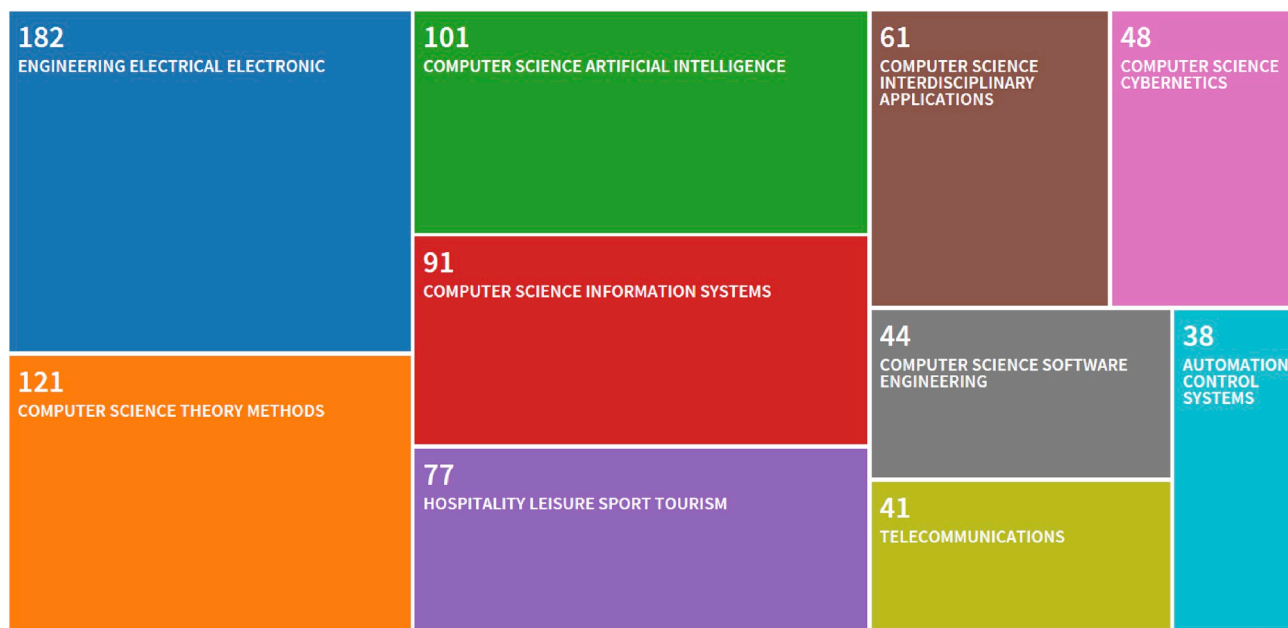 182
ENGINEERING ELECTRICAL ELECTRONIC
121
COMPUTER SCIENCE THEORY METHODS
101
COMPUTER SCIENCE ARTIFICIAL INTELLIGENCE
91
COMPUTER SCIENCE INFORMATION SYSTEMS
77
HOSPITALITY LEISURE SPORT TOURISM
61
COMPUTER SCIENCE
INTERDISCIPLINARY
APPLICATIONS
48
COMPUTER SCIENCE
CYBERNETICS
44
COMPUTER SCIENCE SOFTWARE
ENGINEERING
38
AUTOMATION
CONTROL
SYSTEMS
41
TELECOMMUNICATIONS